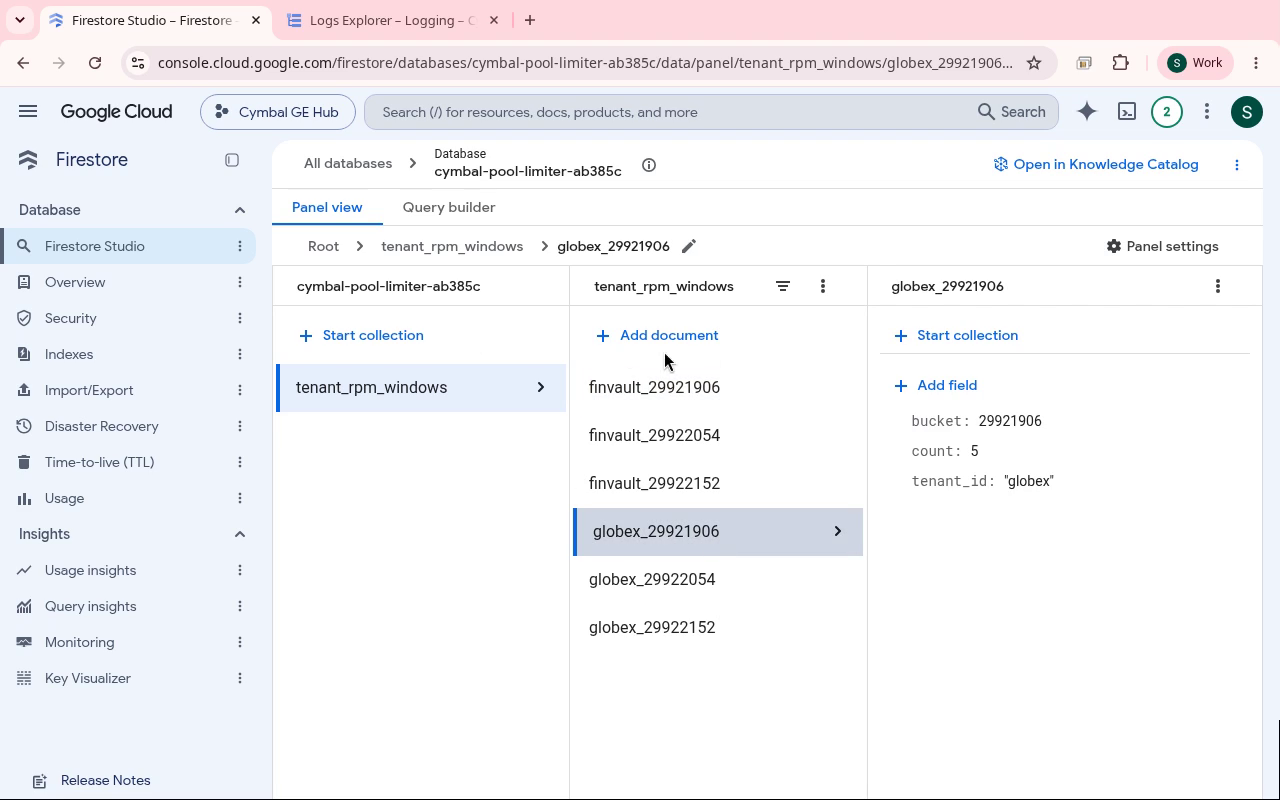 Firestore Studio – Firestore -
Logs Explorer – Logging – C
console.cloud.google.com/firestore/databases/cymbal-pool-limiter-ab385c/data/panel/tenant_rpm_windows/globex_29921906...
S Work
Google Cloud
Cymbal GE Hub
Search (/) for resources, docs, products, and more
Search
2
S
Firestore
All databases
Database
cymbal-pool-limiter-ab385c
Open in Knowledge Catalog
Database
Firestore Studio
Overview
Security
Indexes
Import/Export
Disaster Recovery
Time-to-live (TTL)
Usage
Insights
Usage insights
Query insights
Monitoring
Key Visualizer
Release Notes
Panel view
Query builder
Root
tenant_rpm_windows
globex_29921906
Panel settings
cymbal-pool-limiter-ab385c
Start collection
tenant_rpm_windows
tenant_rpm_windows
Add document
finvault_29921906
finvault_29922054
finvault_29922152
globex_29921906
globex_29922054
globex_29922152
globex_29921906
Start collection
Add field
bucket: 29921906
count: 5
tenant_id: "globex"